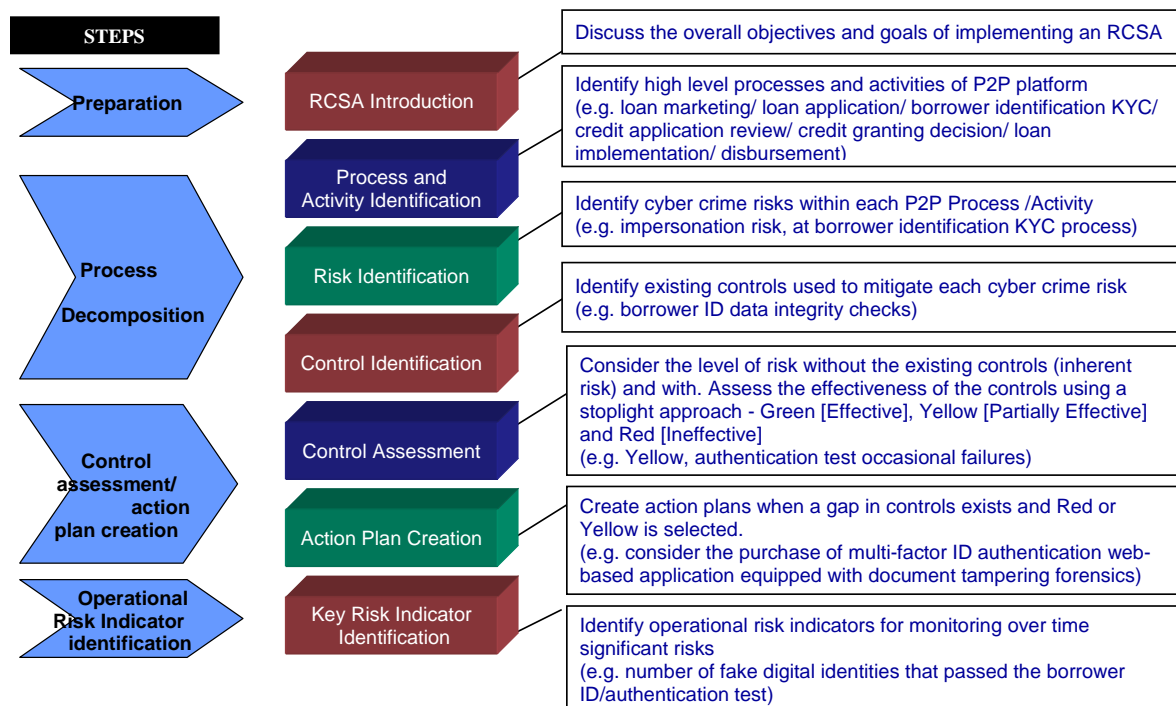 STEPS
Preparation
Process
Decomposition
Control
assessment/
action
plan creation
Operational
Risk Indicator
identification
RCSA Introduction
Process and
Activity Identification
Risk Identification
Control Identification
Control Assessment
Action Plan Creation
Key Risk Indicator
Identification
Discuss the overall objectives and goals of implementing an RCSA
Identify high level processes and activities of P2P platform
(e.g. loan marketing/ loan application/ borrower identification KYC/
credit application review/ credit granting decision/ loan
implementation/ disbursement)
Identify cyber crime risks within each P2P Process /Activity
(e.g. impersonation risk, at borrower identification KYC process)
Identify existing controls used to mitigate each cyber crime risk
(e.g. borrower ID data integrity checks)
Consider the level of risk without the existing controls (inherent
risk) and with. Assess the effectiveness of the controls using a
stoplight approach - Green [Effective], Yellow [Partially Effective]
and Red [Ineffective]
(e.g. Yellow, authentication test occasional failures)
Create action plans when a gap in controls exists and Red or
Yellow is selected.
(e.g. consider the purchase of multi-factor ID authentication web-
based application equipped with document tampering forensics)
Identify operational risk indicators for monitoring over time
significant risks
(e.g. number of fake digital identities that passed the borrower
ID/authentication test)